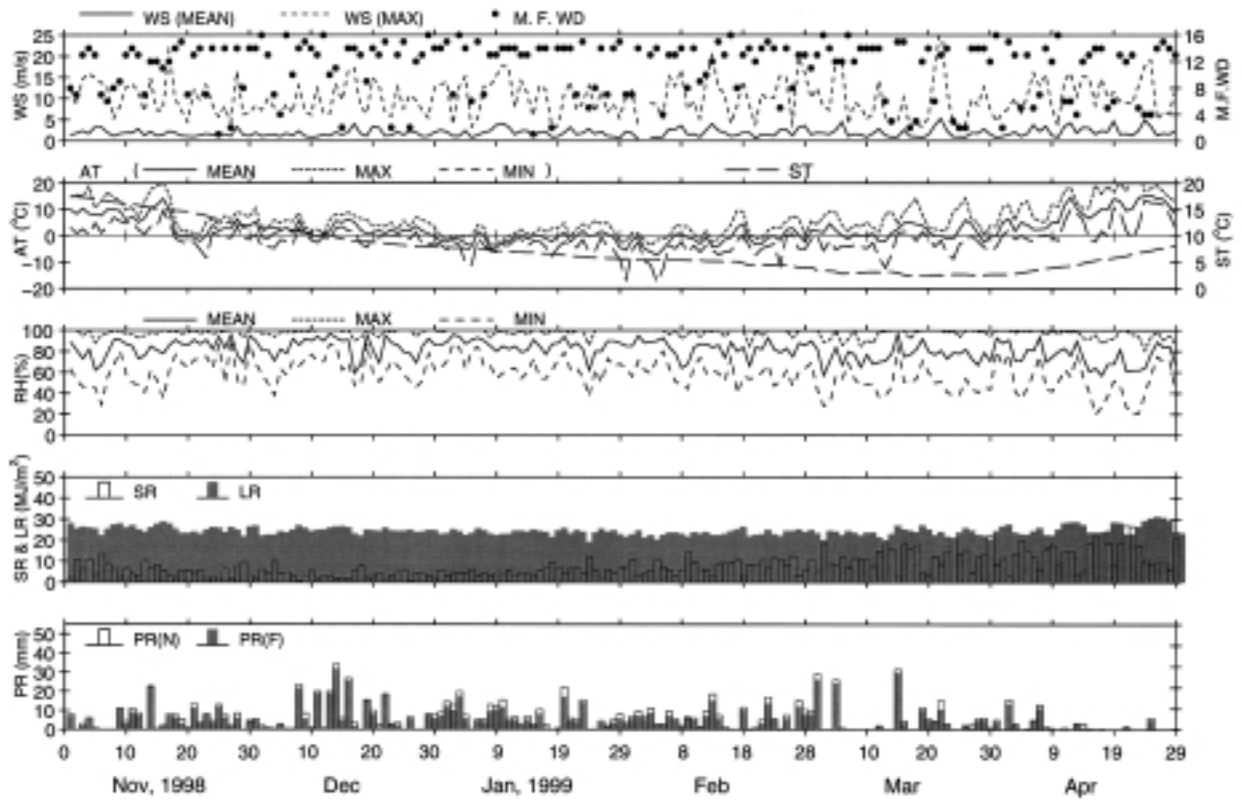 WS (MEAN) WS (MAX) M. F. WD
25 20 15 10 5 0
WS (m/s)
16 12 8 4 0
M.F.WD
AT ( MEAN MAX MIN ) ST
20 10 0 -10 -20
AT (°C)
20 15 10 5 0
ST (°C)
MEAN MAX MIN
100 80 60 40 20 0
RH(%)
SR LR
50 40 30 20 10 0
SR & LR (MJ/m²)
PR(N) PR(F)
50 40 30 20 10 0
PR (mm)
0 10 20 30 10 20 30 9 19 29 8 18 28 10 20 30 9 19 29
Nov, 1998 Dec Jan, 1999 Feb Mar Apr